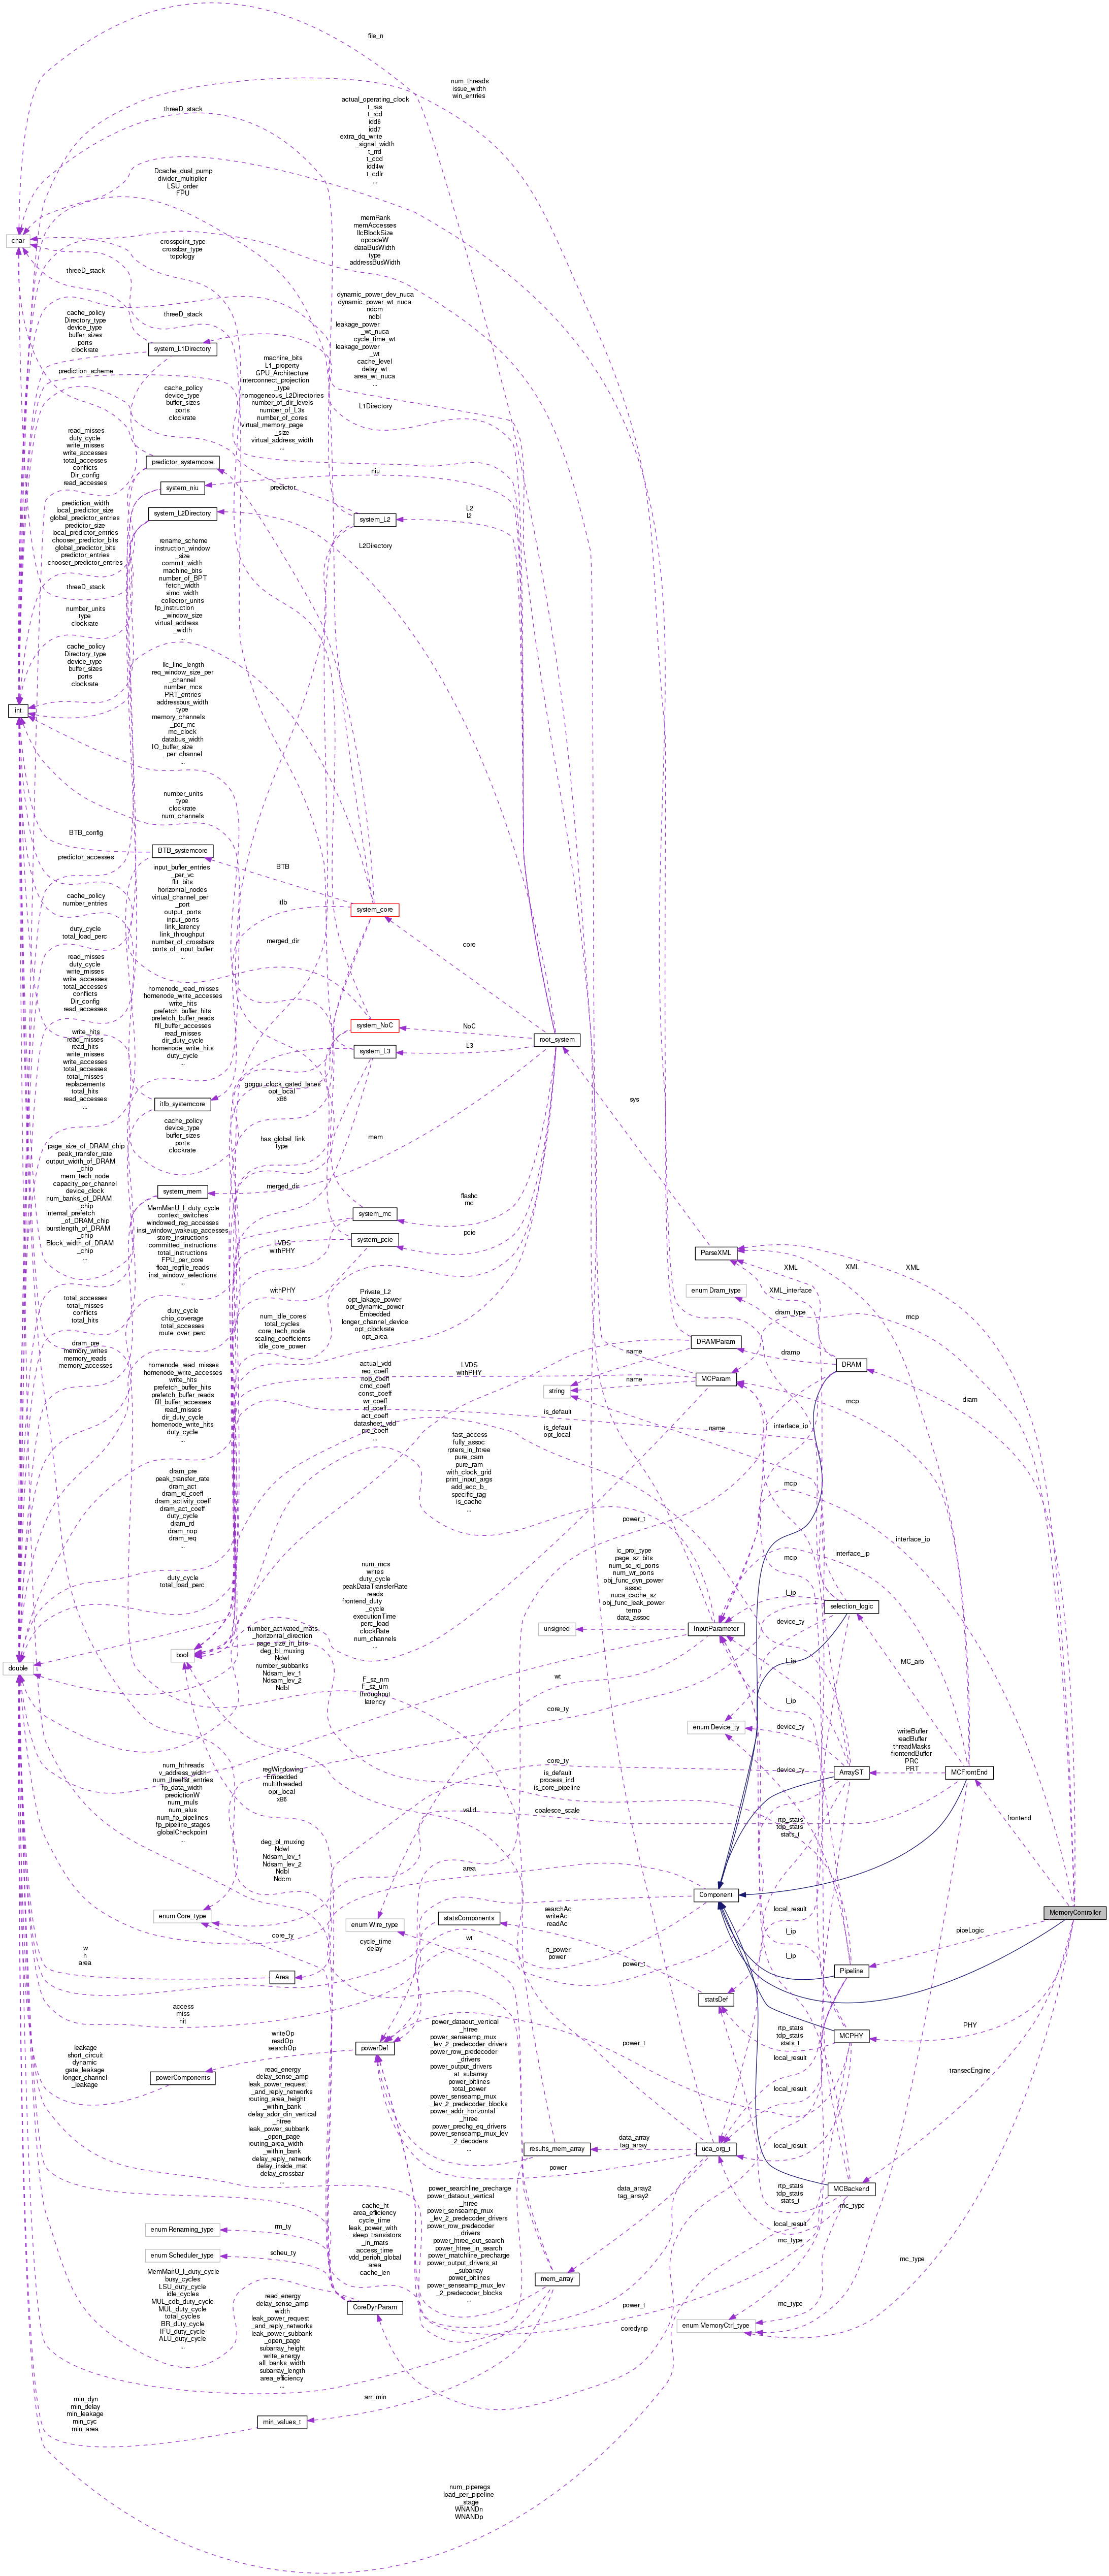 file_n
num_threads
issue_width
win_entries
threeD_stack
actual_operating_clock
t_ras
t_rcd
idd6
idd7
extra_dq_write
_signal_width
t_rrd
t_ccd
idd4w
t_cdlr
...
Dcache_dual_pump
divider_multiplier
LSU_order
FPU
char
crosspoint_type
crossbar_type
topology
memRank
memAccesses
llcBlockSize
opcodeW
dataBusWidth
type
addressBusWidth
threeD_stack
cache_policy
Directory_type
device_type
buffer_sizes
ports
clockrate
threeD_stack
dynamic_power_dev_nuca
dynamic_power_wt_nuca
ndcm
ndbl
leakage_power
_wt_nuca
cycle_time_wt
leakage_power
_wt
cache_level
delay_wt
area_wt_nuca
...
system_L1Directory
prediction_scheme
cache_policy
device_type
buffer_sizes
ports
clockrate
machine_bits
L1_property
GPU_Architecture
interconnect_projection
_type
homogeneous_L2Directories
number_of_dir_levels
number_of_L3s
number_of_cores
virtual_memory_page
_size
virtual_address_width
...
L1Directory
read_misses
duty_cycle
write_misses
write_accesses
total_accesses
conflicts
Dir_config
read_accesses
predictor_systemcore
niu
system_niu
predictor
prediction_width
local_predictor_size
global_predictor_entries
predictor_size
local_predictor_entries
chooser_predictor_bits
global_predictor_bits
predictor_entries
chooser_predictor_entries
system_L2Directory
system_L2
L2
l2
L2Directory
rename_scheme
instruction_window
_size
commit_width
machine_bits
number_of_BPT
fetch_width
simd_width
collector_units
fp_instruction
_window_size
virtual_address
_width
...
threeD_stack
number_units
type
clockrate
cache_policy
Directory_type
device_type
buffer_sizes
ports
clockrate
int
llc_line_length
req_window_size_per
_channel
number_mcs
PRT_entries
addressbus_width
type
memory_channels
_per_mc
mc_clock
databus_width
IO_buffer_size
_per_channel
...
number_units
type
clockrate
num_channels
BTB_config
BTB_systemcore
predictor_accesses
BTB
input_buffer_entries
_per_vc
flit_bits
horizontal_nodes
virtual_channel_per
_port
output_ports
input_ports
link_latency
link_throughput
number_of_crossbars
ports_of_input_buffer
...
cache_policy
number_entries
itlb
system_core
duty_cycle
total_load_perc
merged_dir
core
read_misses
duty_cycle
write_misses
write_accesses
total_accesses
conflicts
Dir_config
read_accesses
homenode_read_misses
homenode_write_accesses
write_hits
prefetch_buffer_hits
prefetch_buffer_reads
fill_buffer_accesses
read_misses
dir_duty_cycle
homenode_write_hits
duty_cycle
...
system_NoC
NoC
root_system
system_L3
L3
write_hits
read_misses
read_hits
write_misses
write_accesses
total_accesses
total_misses
replacements
total_hits
read_accesses
...
gpgpu_clock_gated_lanes
opt_local
x86
itlb_systemcore
sys
cache_policy
device_type
buffer_sizes
ports
clockrate
has_global_link
type
mem
page_size_of_DRAM_chip
peak_transfer_rate
output_width_of_DRAM
_chip
mem_tech_node
capacity_per_channel
device_clock
num_banks_of_DRAM
_chip
internal_prefetch
_of_DRAM_chip
burstlength_of_DRAM
_chip
Block_width_of_DRAM
_chip
...
system_mem
merged_dir
flashc
mc
system_mc
MemManU_I_duty_cycle
context_switches
windowed_reg_accesses
inst_window_wakeup_accesses
store_instructions
committed_instructions
total_instructions
FPU_per_core
float_regfile_reads
inst_window_selections
...
LVDS
withPHY
pcie
system_pcie
ParseXML
XML
XML
XML
withPHY
enum Dram_type
XML_interface
total_accesses
total_misses
conflicts
total_hits
duty_cycle
chip_coverage
total_accesses
route_over_perc
num_idle_cores
total_cycles
core_tech_node
scaling_coefficients
idle_core_power
Private_L2
opt_lakage_power
opt_dynamic_power
Embedded
longer_channel_device
opt_clockrate
opt_area
dram_type
mcp
dram_pre
memory_writes
memory_reads
memory_accesses
DRAMParam
dramp
DRAM
name
LVDS
withPHY
MCParam
name
string
mcp
dram
homenode_read_misses
homenode_write_accesses
write_hits
prefetch_buffer_hits
prefetch_buffer_reads
fill_buffer_accesses
read_misses
dir_duty_cycle
homenode_write_hits
duty_cycle
...
actual_vdd
req_coeff
nop_coeff
cmd_coeff
const_coeff
wr_coeff
rd_coeff
act_coeff
datasheet_vdd
pre_coeff
...
is_default
is_default
opt_local
name
interface_ip
fast_access
fully_assoc
rpters_in_htree
pure_cam
pure_ram
with_clock_grid
print_input_args
add_ecc_b_
specific_tag
is_cache
...
dram_pre
peak_transfer_rate
dram_act
dram_rd_coeff
dram_activity_coeff
dram_act_coeff
duty_cycle
dram_rd
dram_nop
dram_req
...
mcp
power_t
interface_ip
interface_ip
mcp
duty_cycle
total_load_perc
num_mcs
writes
duty_cycle
peakDataTransferRate
reads
frontend_duty
_cycle
executionTime
perc_load
clockRate
num_channels
...
ic_proj_type
page_sz_bits
num_se_rd_ports
num_wr_ports
obj_func_dyn_power
assoc
nuca_cache_sz
obj_func_leak_power
temp
data_assoc
...
l_ip
selection_logic
device_ty
unsigned
InputParameter
number_activated_mats
_horizontal_direction
page_size_in_bits
deg_bl_muxing
Ndwl
number_subbanks
Ndsam_lev_1
Ndsam_lev_2
Ndbl
bool
double
MC_arb
l_ip
wt
F_sz_nm
F_sz_um
throughput
latency
core_ty
l_ip
enum Device_ty
device_ty
writeBuffer
readBuffer
threadMasks
frontendBuffer
PRC
PRT
core_ty
device_ty
ArrayST
MCFrontEnd
num_hthreads
v_address_width
num_ifreelist_entries
fp_data_width
predictionW
num_muls
num_alus
num_fp_pipelines
fp_pipeline_stages
globalCheckpoint
...
regWindowing
Embedded
multithreaded
opt_local
x86
is_default
process_ind
is_core_pipeline
valid
coalesce_scale
rtp_stats
tdp_stats
stats_t
frontend
deg_bl_muxing
Ndwl
Ndsam_lev_1
Ndsam_lev_2
Ndbl
Ndcm
area
Component
local_result
searchAc
writeAc
readAc
MemoryController
enum Core_type
enum Wire_type
statsComponents
core_ty
cycle_time
delay
wt
l_ip
pipeLogic
w
h
area
Area
rt_power
power
power_t
l_ip
Pipeline
access
miss
hit
statsDef
PHY
writeOp
readOp
searchOp
powerDef
power_dataout_vertical
_htree
power_senseamp_mux
_lev_2_predecoder_drivers
power_row_predecoder
_drivers
power_output_drivers
_at_subarray
power_bitlines
total_power
power_senseamp_mux
_lev_2_predecoder_blocks
power_addr_horizontal
_htree
power_prechg_eq_drivers
power_senseamp_mux_lev
_2_decoders
...
power_t
rtp_stats
tdp_stats
stats_t
MCPHY
local_result
transecEngine
leakage
short_circuit
dynamic
gate_leakage
longer_channel
_leakage
powerComponents
read_energy
delay_sense_amp
leak_power_request
_and_reply_networks
routing_area_height
_within_bank
delay_addr_din_vertical
_htree
leak_power_subbank
_open_page
routing_area_width
_within_bank
delay_reply_network
delay_inside_mat
delay_crossbar
...
local_result
data_array
tag_array
results_mem_array
uca_org_t
power
local_result
data_array2
tag_array2
rtp_stats
tdp_stats
stats_t
MCBackend
mc_type
power_searchline_precharge
power_dataout_vertical
_htree
power_senseamp_mux
_lev_2_predecoder_drivers
power_row_predecoder
_drivers
power_htree_out_search
power_htree_in_search
power_matchline_precharge
power_output_drivers_at
_subarray
power_bitlines
power_senseamp_mux_lev
_2_predecoder_blocks
...
local_result
enum Renaming_type
rm_ty
cache_ht
area_efficiency
cycle_time
leak_power_with
_sleep_transistors
_in_mats
access_time
vdd_periph_global
area
cache_len
mc_type
enum Scheduler_type
scheu_ty
mc_type
mem_array
MemManU_I_duty_cycle
busy_cycles
LSU_duty_cycle
idle_cycles
MUL_cdb_duty_cycle
MUL_duty_cycle
total_cycles
BR_duty_cycle
IFU_duty_cycle
ALU_duty_cycle
...
CoreDynParam
power_t
mc_type
read_energy
delay_sense_amp
width
leak_power_request
_and_reply_networks
leak_power_subbank
_open_page
subarray_height
write_energy
all_banks_width
subarray_length
area_efficiency
...
coredynp
enum MemoryCtrl_type
arr_min
min_dyn
min_delay
min_leakage
min_cyc
min_area
min_values_t
num_piperegs
load_per_pipeline
_stage
WNANDn
WNANDp